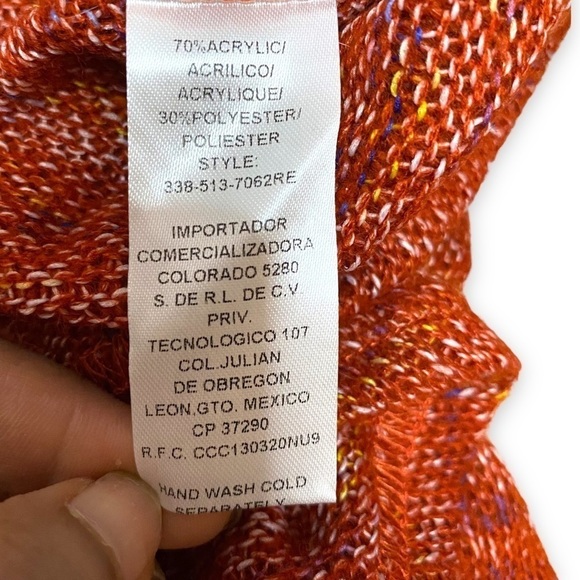 70%ACRYLIC/
ACRILICO/
ACRYLIQUE/
30%POLYESTER/
POLIESTER
STYLE:
338-513-7062RE
IMPORTADOR
COMERCIALIZADORA
COLORADO 5280
S. DE R.L. DE C.V.
PRIV.
TECNOLOGICO 107
COL.JULIAN
DE OBREGON
LEON,GTO. MEXICO
CP 37290
R.F.C. CCC130320NU9
HAND WASH COLD
SEPARATELY